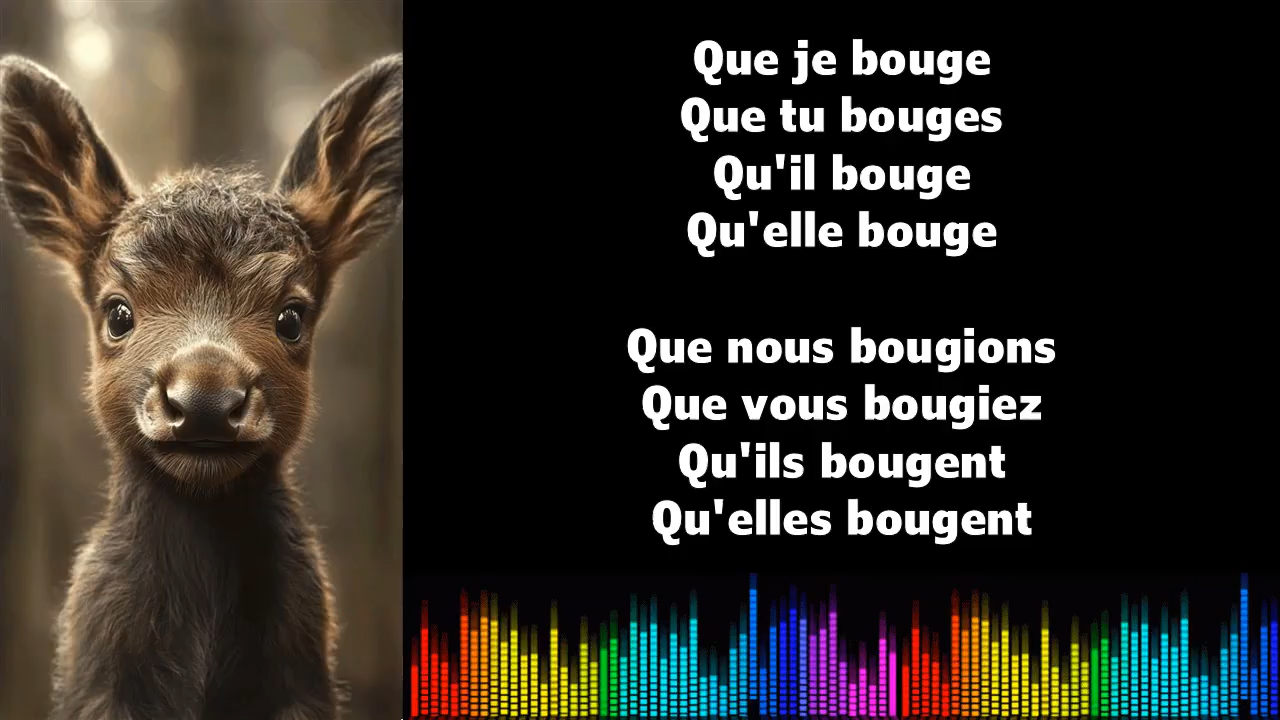 Que je bouge
Que tu bouges
Qu'il bouge
Qu'elle bouge
Que nous bougions
Que vous bougiez
Qu'ils bougent
Qu'elles bougent